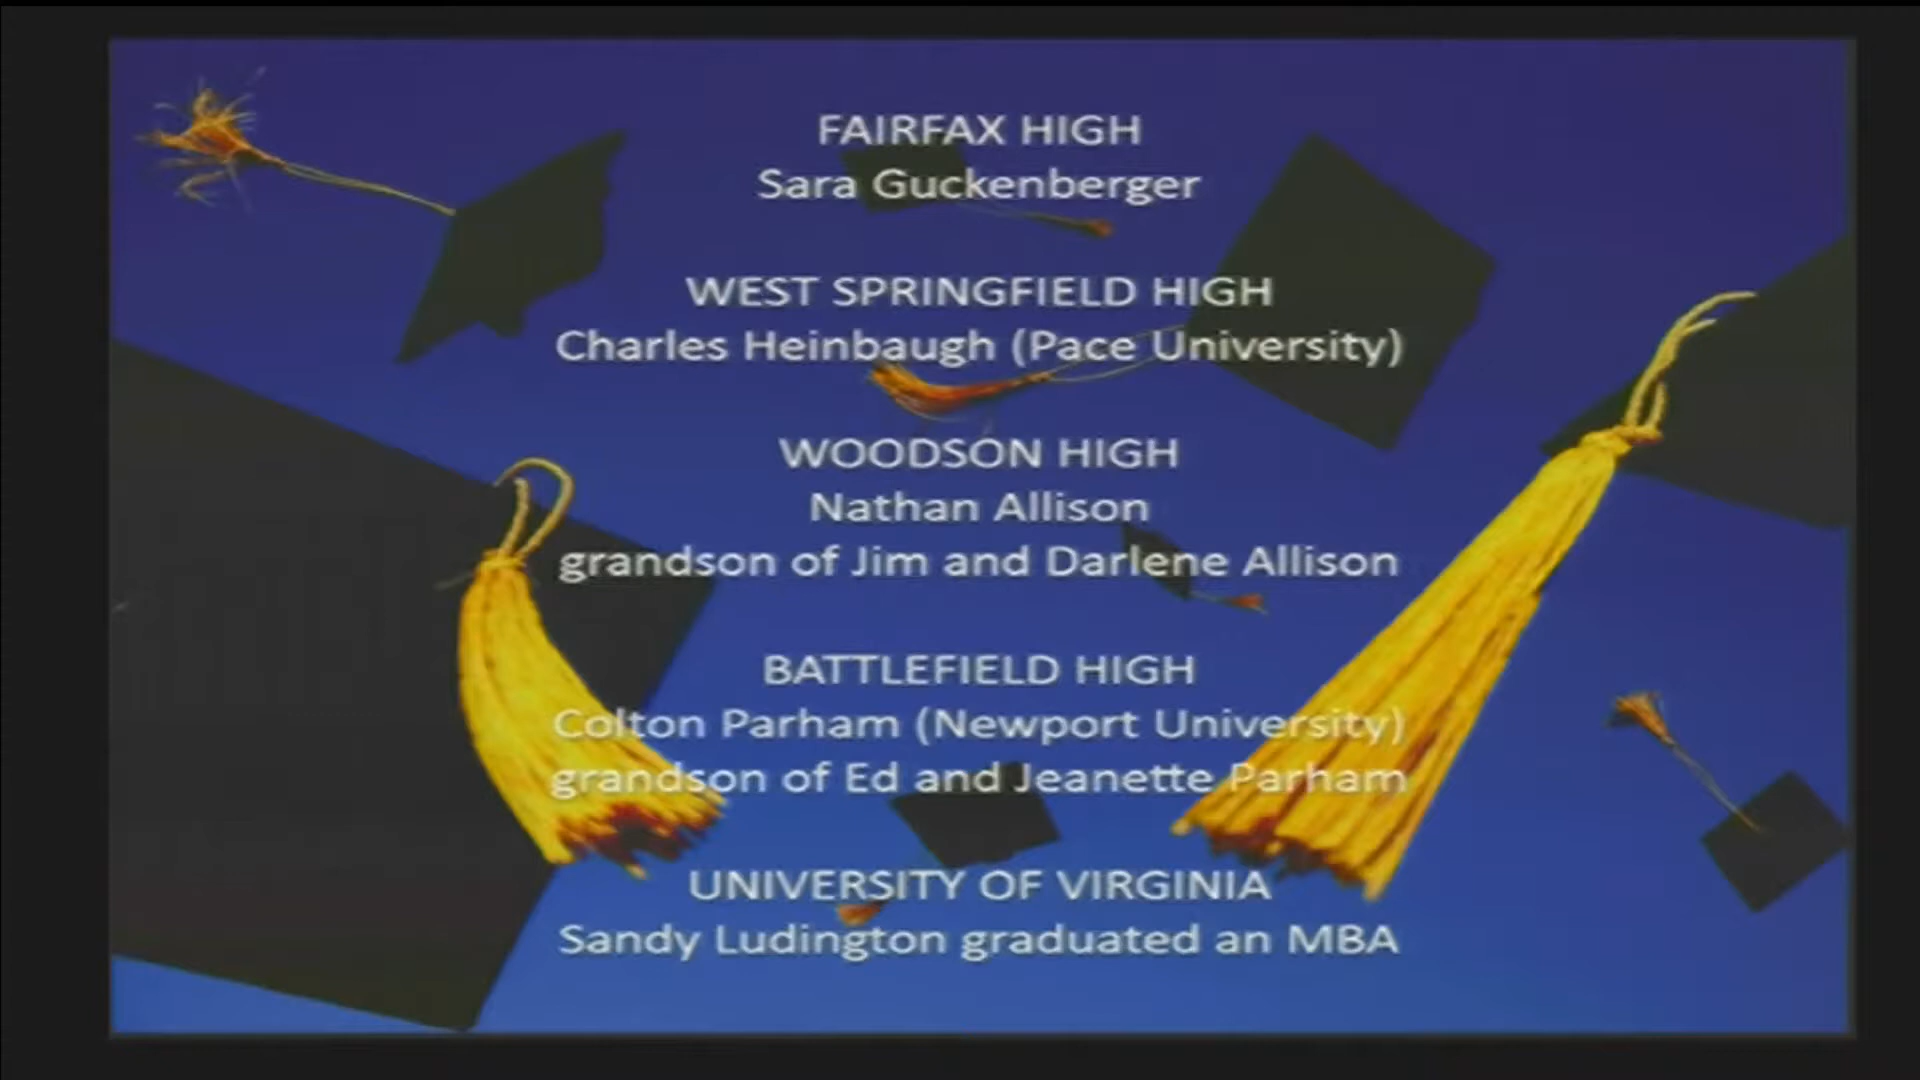 FAIRFAX HIGH
Sara Guckenberger
WEST SPRINGFIELD HIGH
Charles Heinbaugh (Pace University)
WOODSON HIGH
Nathan Allison
grandson of Jim and Darlene Allison
BATTLEFIELD HIGH
Colton Parham (Newport University)
grandson of Ed and Jeanette Parham
UNIVERSITY OF VIRGINIA
Sandy Ludington graduated an MBA